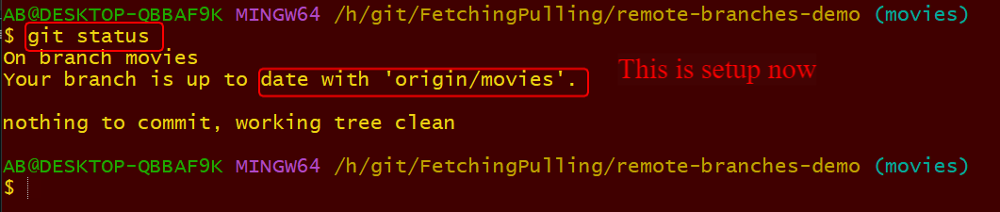 AB@DESKTOP-QBBAF9K MINGW64 /h/git/FetchingPulling/remote-branches-demo (movies)
$ git status
On branch movies
Your branch is up to date with 'origin/movies'.
This is setup now
nothing to commit, working tree clean
AB@DESKTOP-QBBAF9K MINGW64 /h/git/FetchingPulling/remote-branches-demo (movies)
$